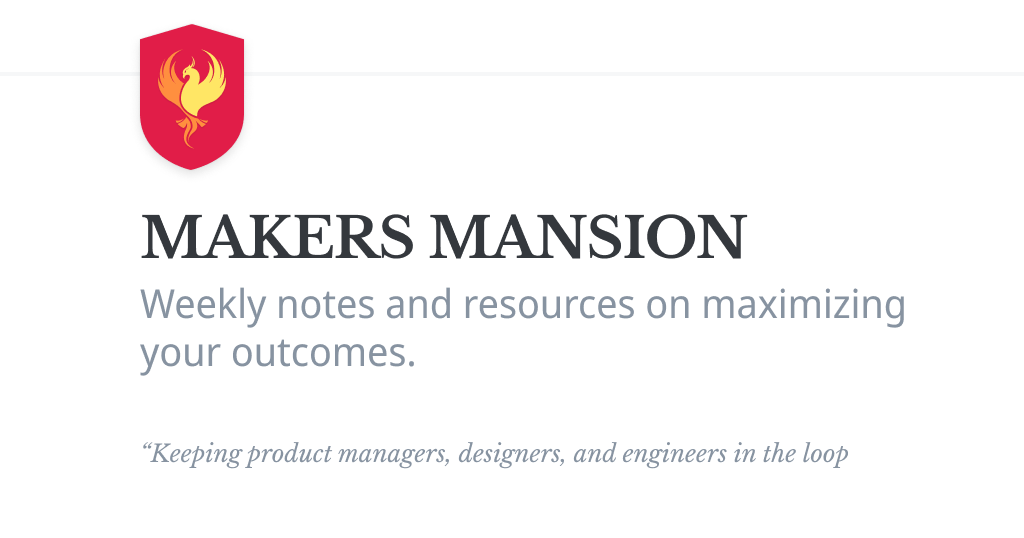 MAKERS MANSION
Weekly notes and resources on maximizing
your outcomes.
“Keeping product managers, designers, and engineers in the loop